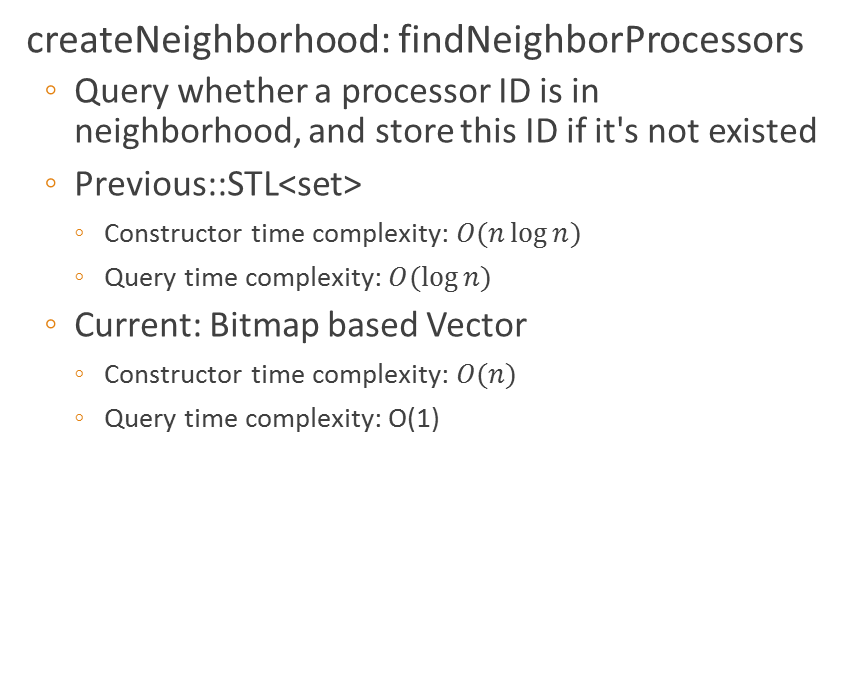 createNeighborhood: findNeighborProcessors
◦ Query whether a processor ID is in
neighborhood, and store this ID if it's not existed
◦ Previous::STL<set>
◦ Constructor time complexity: O(n log n)
◦ Query time complexity: O(log n)
◦ Current: Bitmap based Vector
◦ Constructor time complexity: O(n)
◦ Query time complexity: O(1)